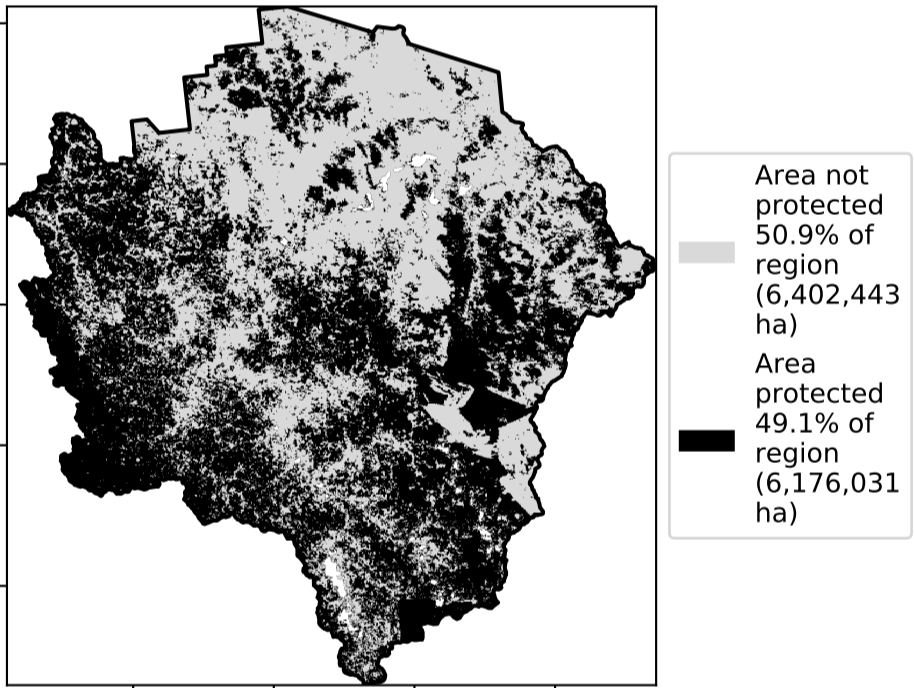 Area not
protected
50.9% of
region
(6,402,443
ha)
Area
protected
49.1% of
region
(6,176,031
ha)